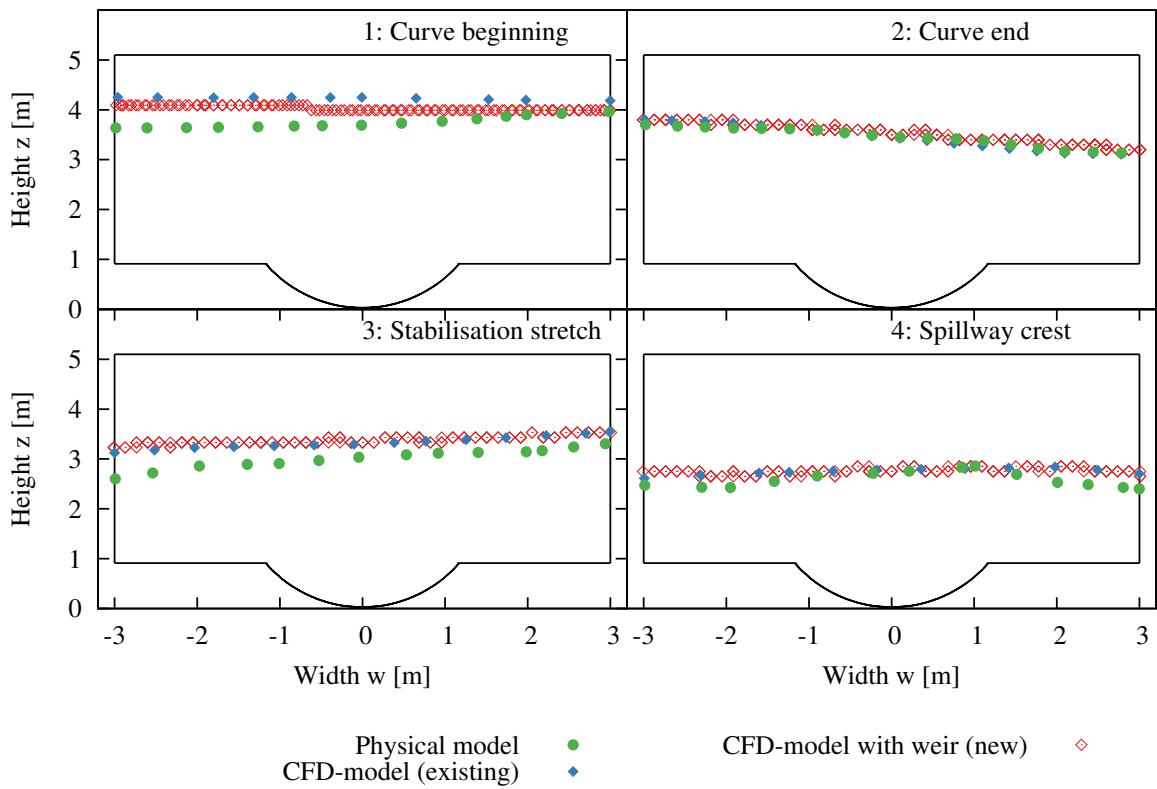 1: Curve beginning
2: Curve end
5
4
3
2
1
0
Height z [m]
3: Stabilisation stretch
4: Spillway crest
5
4
3
2
1
0
Height z [m]
-3 -2 -1 0 1 2 3
-3 -2 -1 0 1 2 3
Width w [m]
Width w [m]
Physical model
CFD-model (existing)
CFD-model with weir (new)